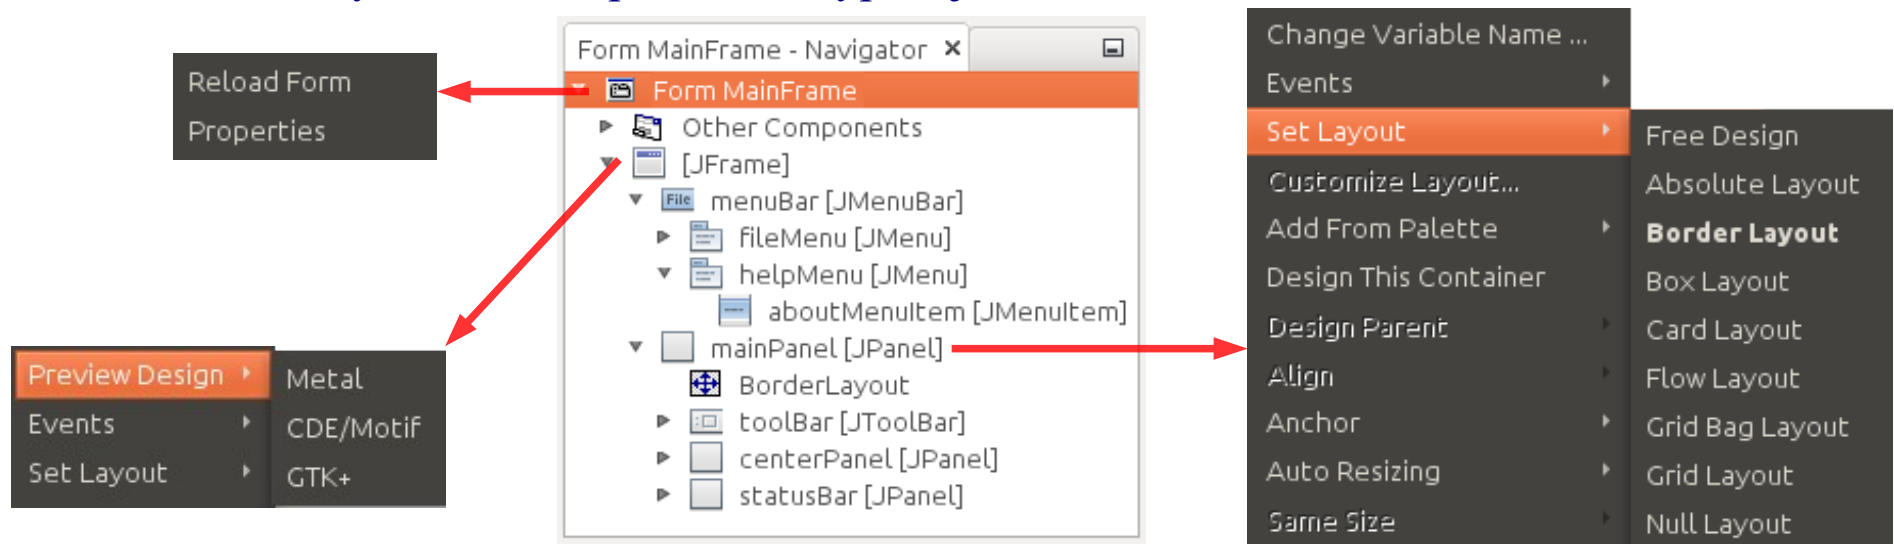 Reload Form
Properties
Form MainFrame - Navigator
Form MainFrame
Other Components
[JFrame]
File menuBar [JMenuBar]
fileMenu [JMenu]
helpMenu [JMenu]
aboutMenuItem [JMenuItem]
mainPanel [JPanel]
BorderLayout
toolBar [JToolBar]
centerPanel [JPanel]
statusBar [JPanel]
Preview Design
Events
Set Layout
Metal
CDE/Motif
GTK+
Change Variable Name ...
Events
Set Layout
Customize Layout...
Add From Palette
Design This Container
Design Parent
Align
Anchor
Auto Resizing
Same Size
Free Design
Absolute Layout
Border Layout
Box Layout
Card Layout
Flow Layout
Grid Bag Layout
Grid Layout
Null Layout